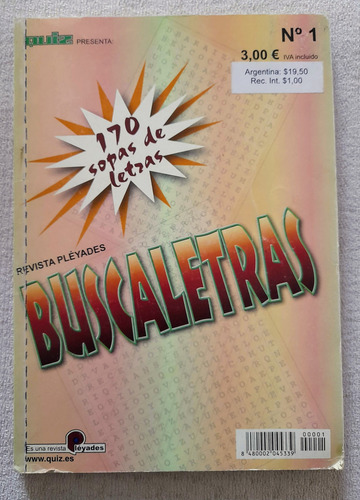 QUIZ PRESENTA:
Nº 1
3,00 € IVA incluido
Argentina: $19,50
Rec. Int. $1,00
170
sopas de
letras
REVISTA PLÉYADES
BUSCALETRAS
Es una revista Pléyades
www.quiz.es
00001
8 480002 045339